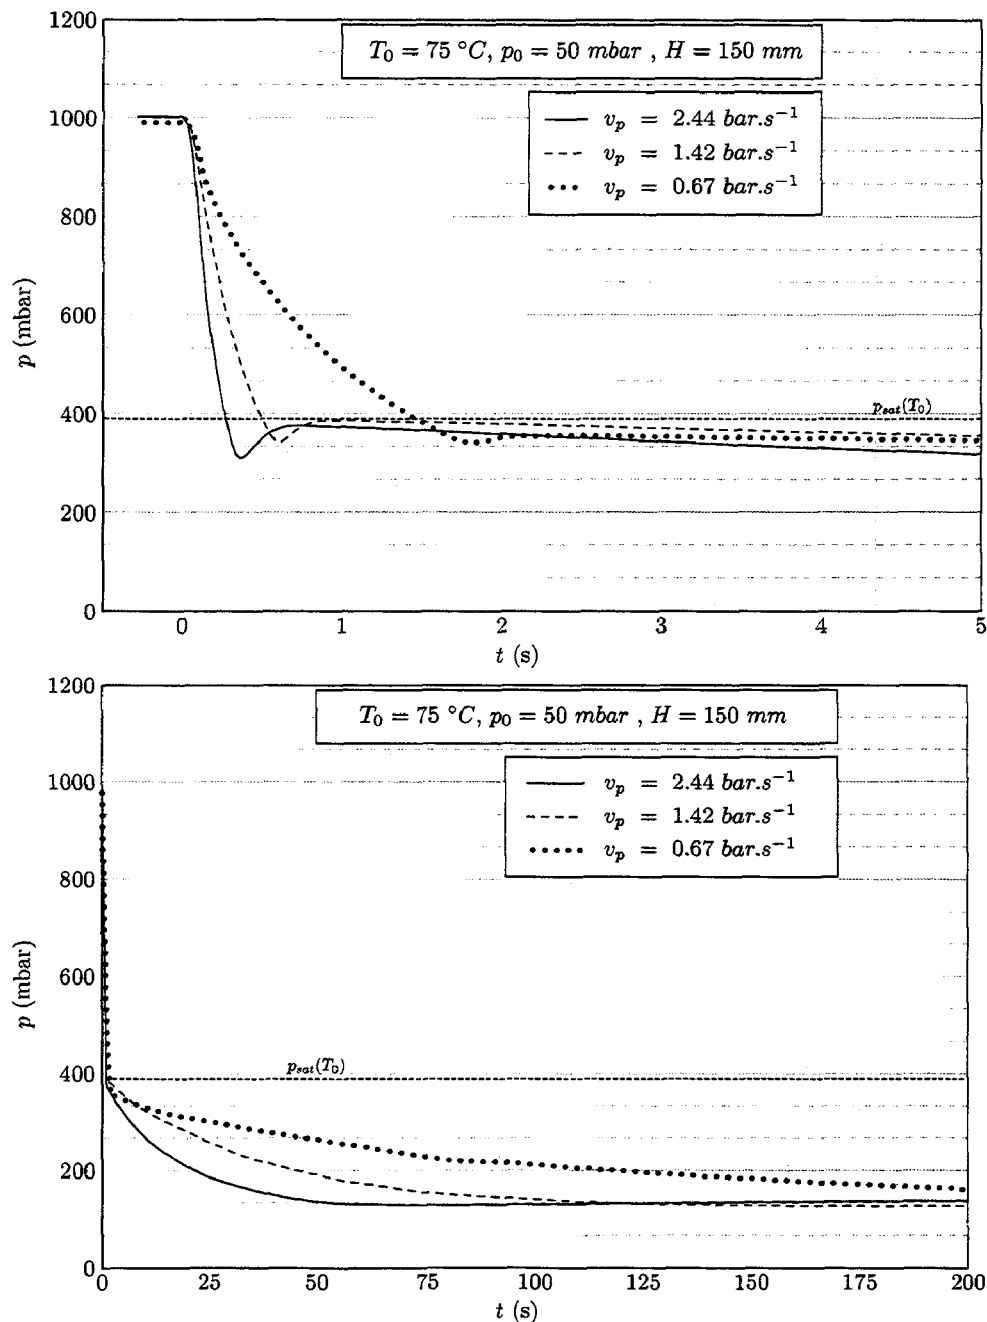 1200
1000
800
600
400
200
0
p (mbar)
T₀ = 75 °C, p₀ = 50 mbar , H = 150 mm
vₚ = 2.44 bar.s⁻¹
vₚ = 1.42 bar.s⁻¹
vₚ = 0.67 bar.s⁻¹
pₛₐₜ(T₀)
0 1 2 3 4 5
t (s)
1200
1000
800
600
400
200
0
p (mbar)
T₀ = 75 °C, p₀ = 50 mbar , H = 150 mm
vₚ = 2.44 bar.s⁻¹
vₚ = 1.42 bar.s⁻¹
vₚ = 0.67 bar.s⁻¹
pₛₐₜ(T₀)
0 25 50 75 100 125 150 175 200
t (s)